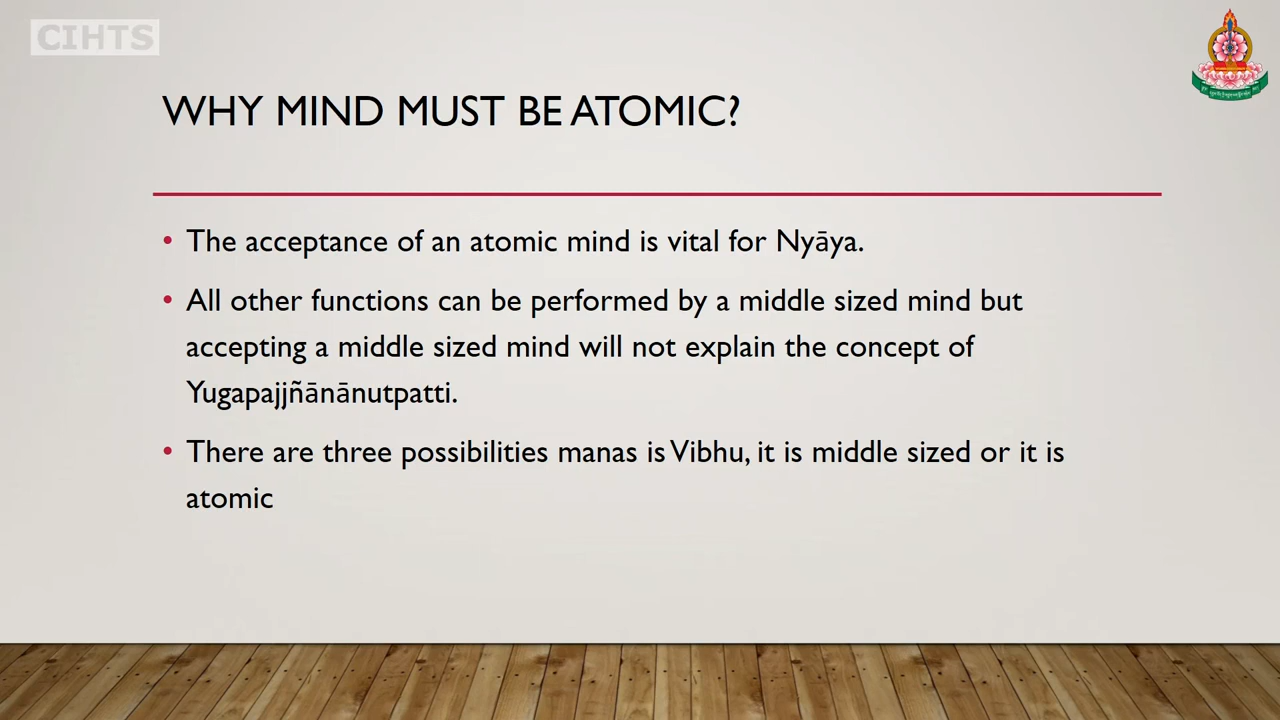 CIHTS
WHY MIND MUST BE ATOMIC?
• The acceptance of an atomic mind is vital for Nyāya.
• All other functions can be performed by a middle sized mind but
accepting a middle sized mind will not explain the concept of
Yugapajjñānānutpatti.
• There are three possibilities manas is Vibhu, it is middle sized or it is
atomic